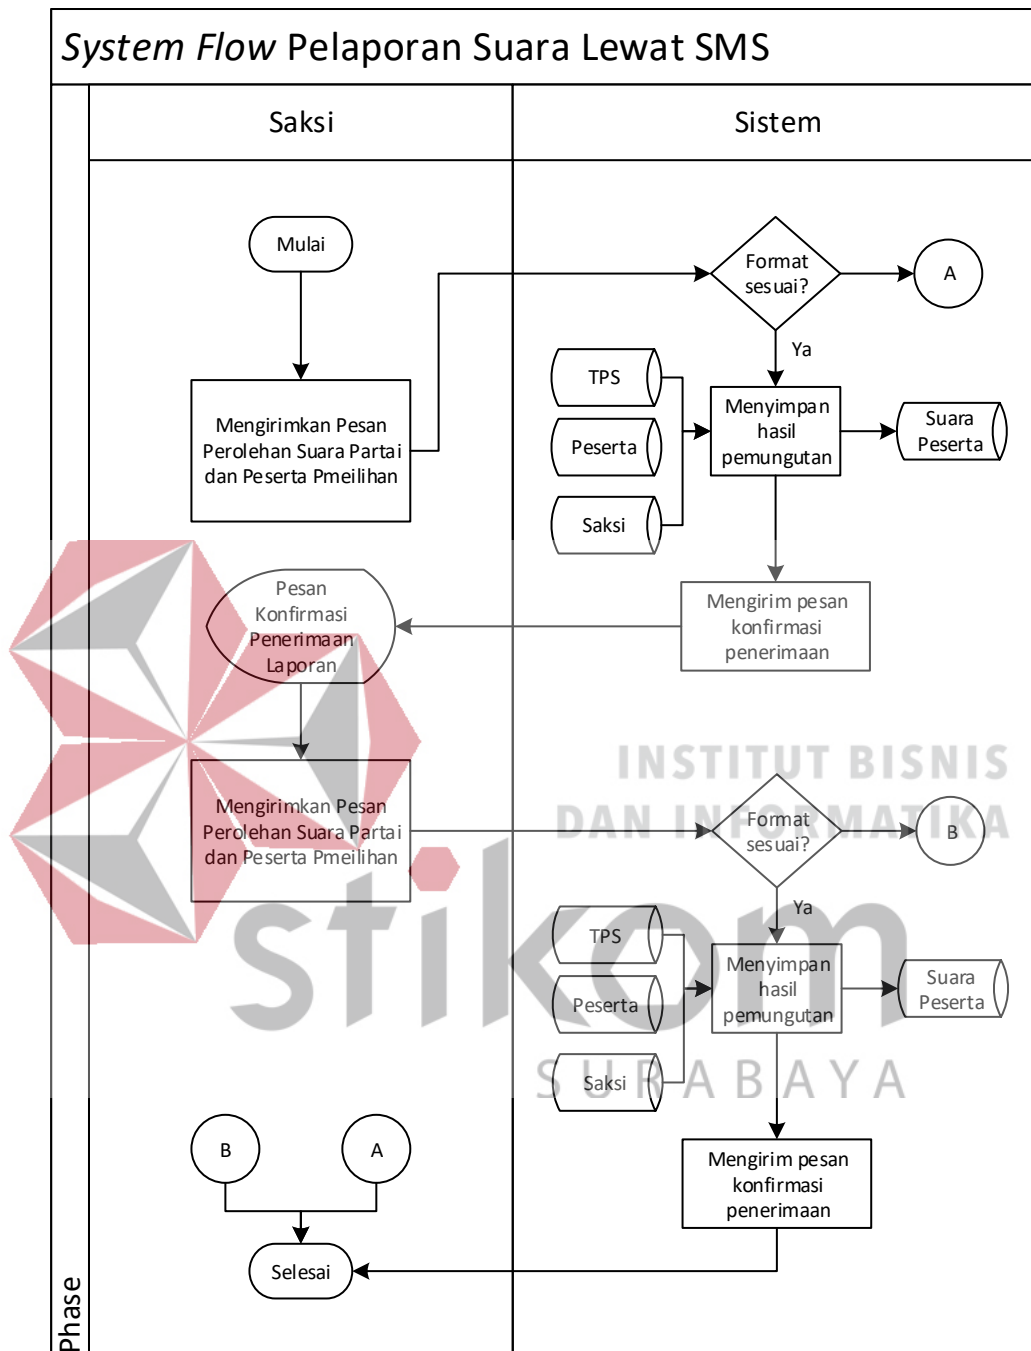 System Flow Pelaporan Suara Lewat SMS
Saksi
Sistem
Mulai
Format
sesuai?
A
Ya
TPS
Peserta
Saksi
Mengirimkan Pesan
Perolehan Suara Partai
dan Peserta Pmeilihan
Menyimpan
hasil
pemungutan
Suara
Peserta
Pesan
Konfirmasi
Penerimaan
Laporan
Mengirim pesan
konfirmasi
penerimaan
INSTITUT BISNIS
DAN INFORMATIKA
Mengirimkan Pesan
Perolehan Suara Partai
dan Peserta Pmeilihan
Format
sesuai?
B
Ya
stikom
SURABAYA
TPS
Peserta
Saksi
Menyimpan
hasil
pemungutan
Suara
Peserta
B
A
Mengirim pesan
konfirmasi
penerimaan
Selesai
Phase